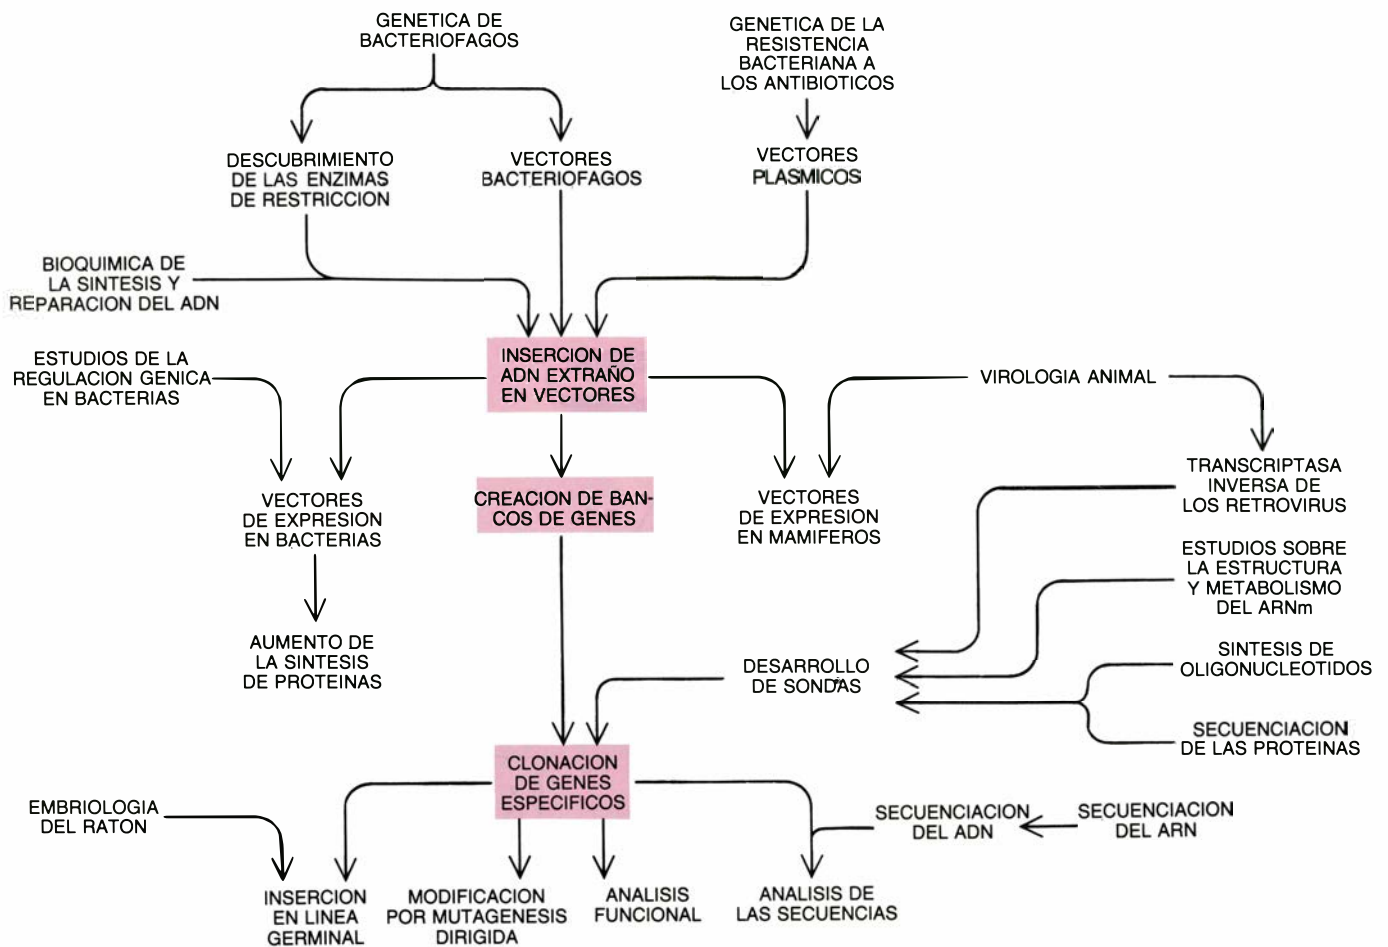 GENETICA DE
BACTERIOFAGOS
GENETICA DE LA
RESISTENCIA
BACTERIANA A
LOS ANTIBIOTICOS
DESCUBRIMIENTO
DE LAS ENZIMAS
DE RESTRICCION
VECTORES
BACTERIOFAGOS
VECTORES
PLASMICOS
BIOQUIMICA DE
LA SINTESIS Y
REPARACION DEL ADN
INSERCION DE
ADN EXTRAÑO
EN VECTORES
ESTUDIOS DE LA
REGULACION GENICA
EN BACTERIAS
VIROLOGIA ANIMAL
TRANSCRIPTASA
INVERSA DE
LOS RETROVIRUS
VECTORES
DE EXPRESION
EN BACTERIAS
CREACION DE BAN-
COS DE GENES
VECTORES
DE EXPRESION
EN MAMIFEROS
ESTUDIOS SOBRE
LA ESTRUCTURA
Y METABOLISMO
DEL ARNm
AUMENTO DE
LA SINTESIS
DE PROTEINAS
DESARROLLO
DE SONDAS
SINTESIS DE
OLIGONUCLEOTIDOS
SECUENCIACION
DE LAS PROTEINAS
CLONACION
DE GENES
ESPECIFICOS
EMBRIOLOGIA
DEL RATON
SECUENCIACION
DEL ADN
SECUENCIACION
DEL ARN
INSERCION
EN LINEA
GERMINAL
MODIFICACION
POR MUTAGENESIS
DIRIGIDA
ANALISIS
FUNCIONAL
ANALISIS DE
LAS SECUENCIAS